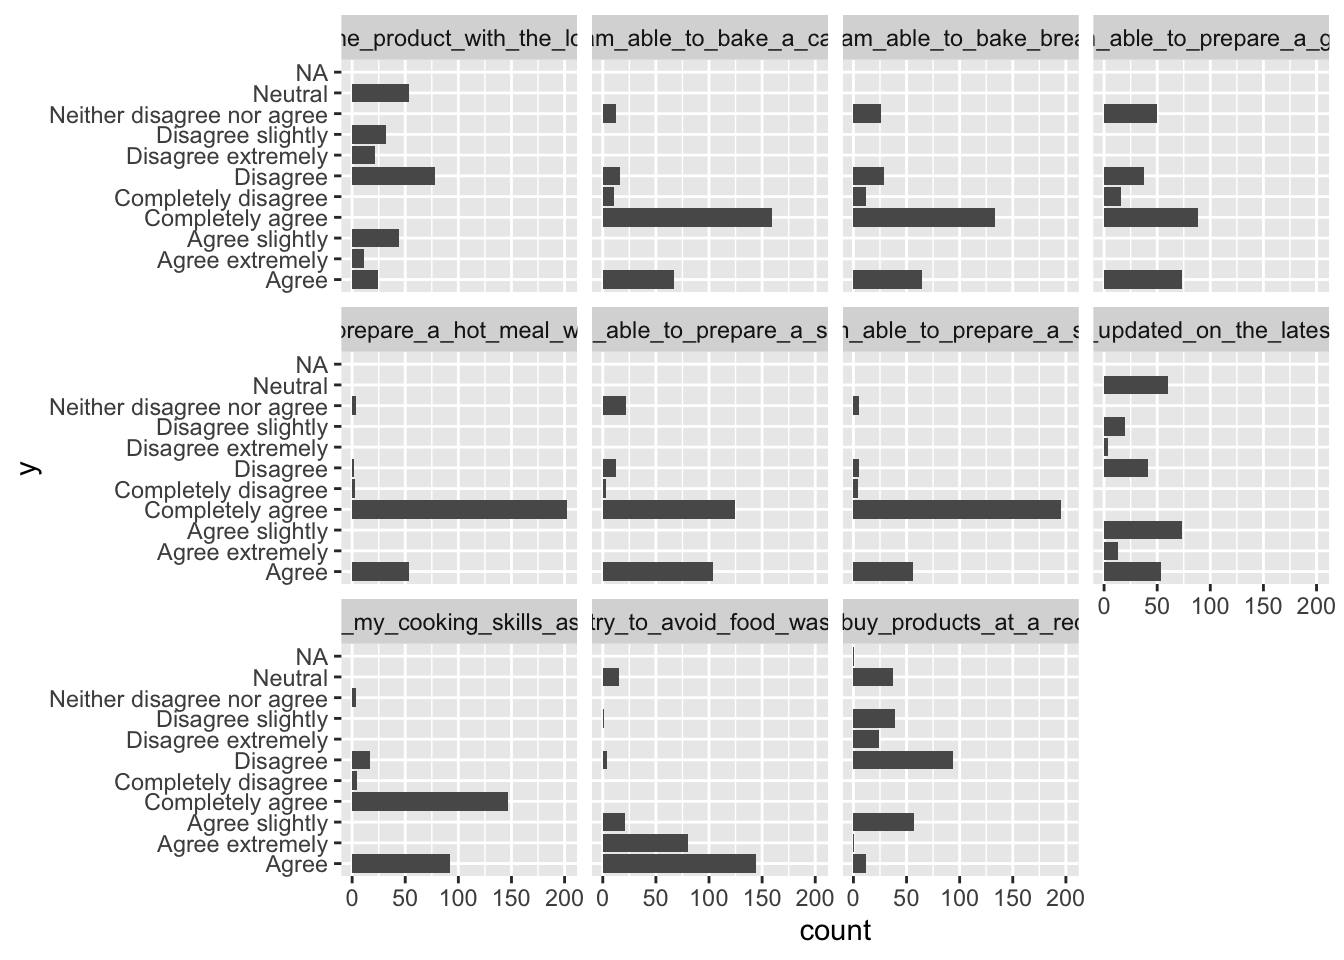 ne_product_with_the_lo
am_able_to_bake_a_ca
am_able_to_bake_brea
_able_to_prepare_a_g
NA
Neutral
Neither disagree nor agree
Disagree slightly
Disagree extremely
Disagree
Completely disagree
Completely agree
Agree slightly
Agree extremely
Agree
prepare_a_hot_meal_w
_able_to_prepare_a_s
_able_to_prepare_a_s
_updated_on_the_lates
NA
Neutral
Neither disagree nor agree
Disagree slightly
Disagree extremely
Disagree
Completely disagree
Completely agree
Agree slightly
Agree extremely
Agree
0 50 100 150 200
y
_my_cooking_skills_as
try_to_avoid_food_was
buy_products_at_a_rec
NA
Neutral
Neither disagree nor agree
Disagree slightly
Disagree extremely
Disagree
Completely disagree
Completely agree
Agree slightly
Agree extremely
Agree
0 50 100 150 200
0 50 100 150 200
0 50 100 150 200
count